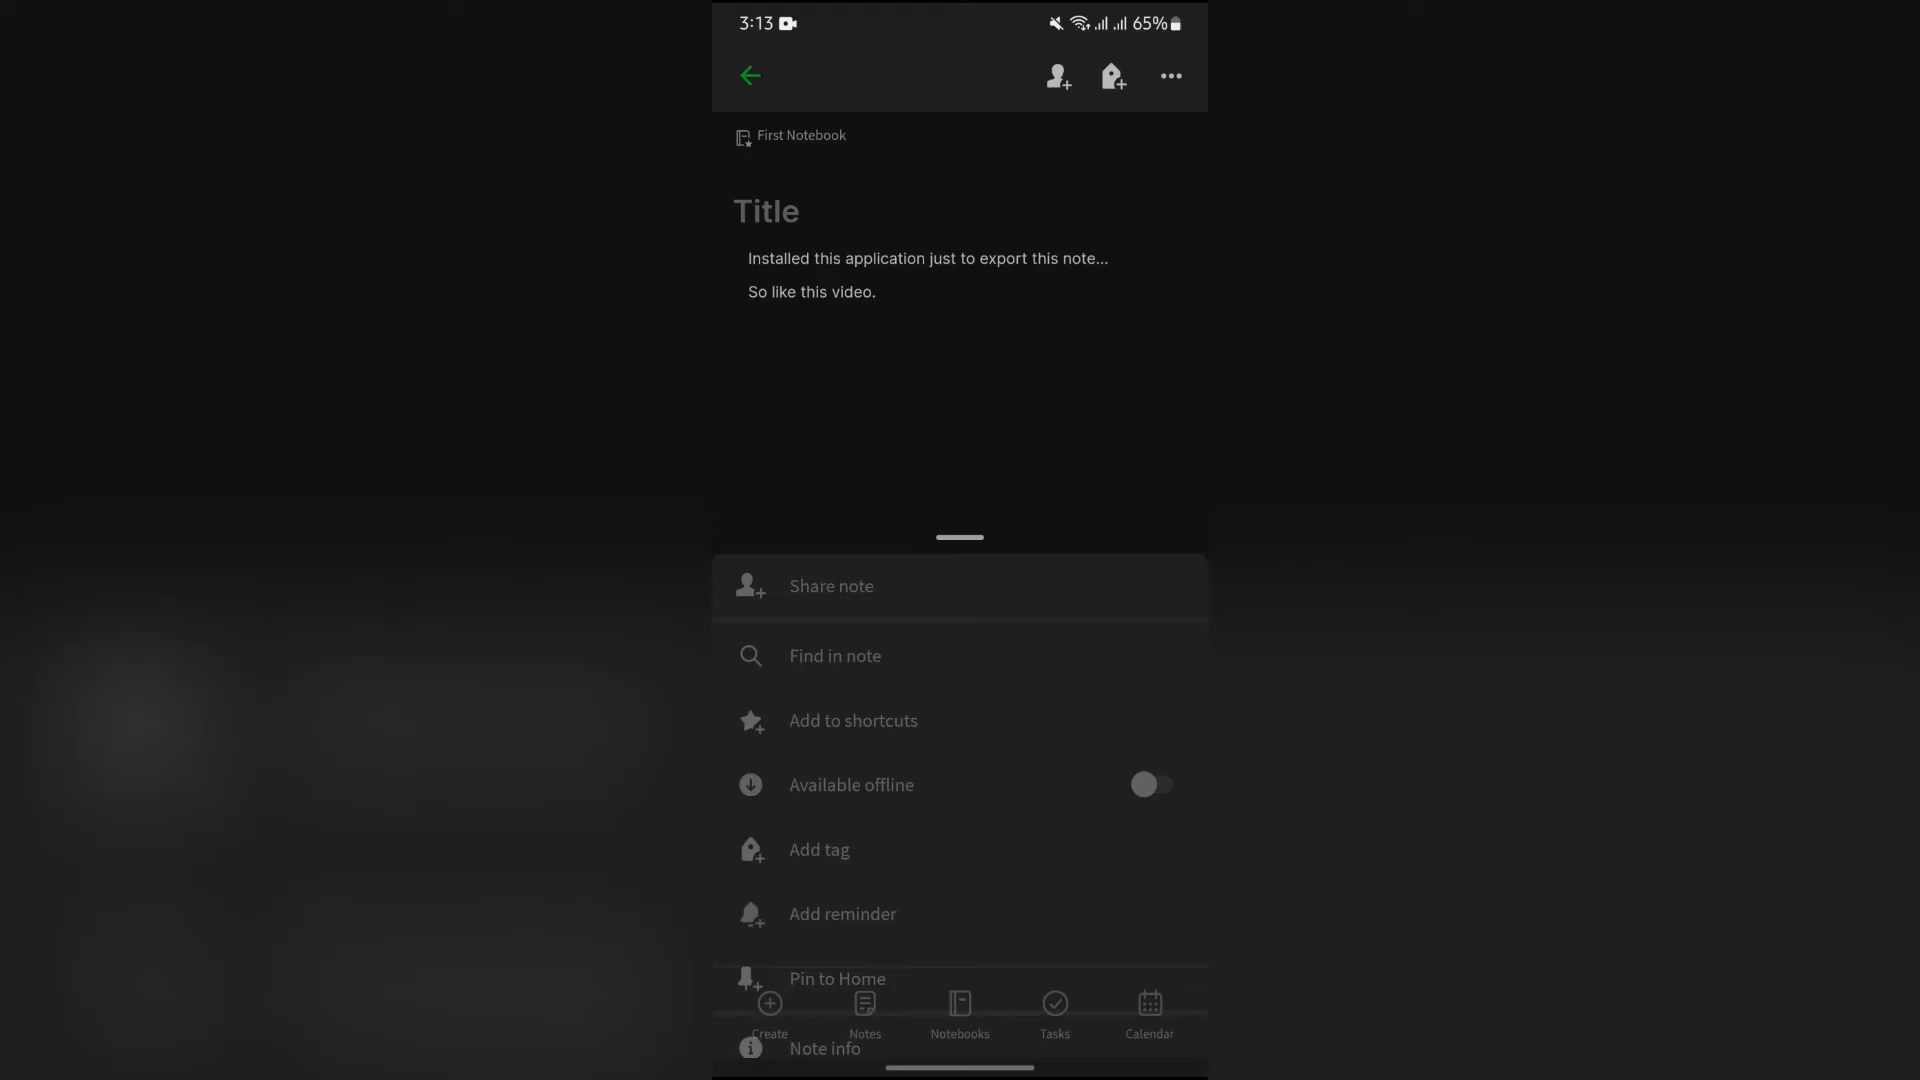 3:13
65%
First Notebook
Title
Installed this application just to export this note...
So like this video.
Share note
Find in note
Add to shortcuts
Available offline
Add tag
Add reminder
Pin to Home
Create
Notes
Notebooks
Tasks
Calendar
Note info